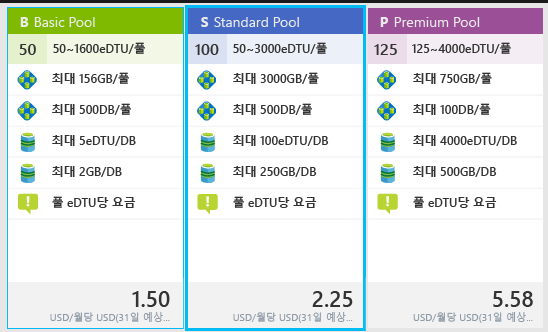 B Basic Pool
50 50~1600eDTU/풀
최대 156GB/풀
최대 500DB/풀
최대 5eDTU/DB
최대 2GB/DB
풀 eDTU당 요금
1.50
USD/월당 USD(31일 예상...
S Standard Pool
100 50~3000eDTU/풀
최대 3000GB/풀
최대 500DB/풀
최대 100eDTU/DB
최대 250GB/DB
풀 eDTU당 요금
2.25
USD/월당 USD(31일 예상...
P Premium Pool
125 125~4000eDTU/풀
최대 750GB/풀
최대 100DB/풀
최대 4000eDTU/DB
최대 500GB/DB
풀 eDTU당 요금
5.58
USD/월당 USD(31일 예상...